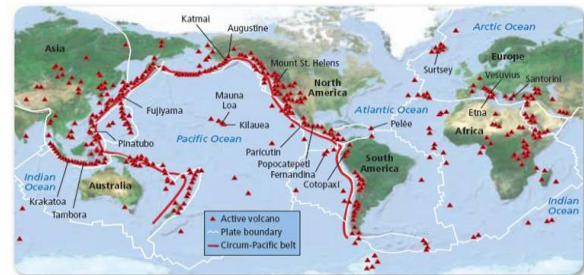 Katmai
Augustine
Arctic Ocean
Asia
Mount St. Helens
Surtsey
Europe
Vesuvius
Santorini
North
America
Mauna
Loa
Fujiyama
Kilauea
Atlantic Ocean
Etna
Pelée
Africa
Pacific Ocean
Pinatubo
Paricutin
Popocatepetl
Fernandina
Cotopaxi
South
America
Indian
Ocean
Australia
Krakatoa
Tambora
Indian
Ocean
Active volcano
Plate boundary
Circum-Pacific belt